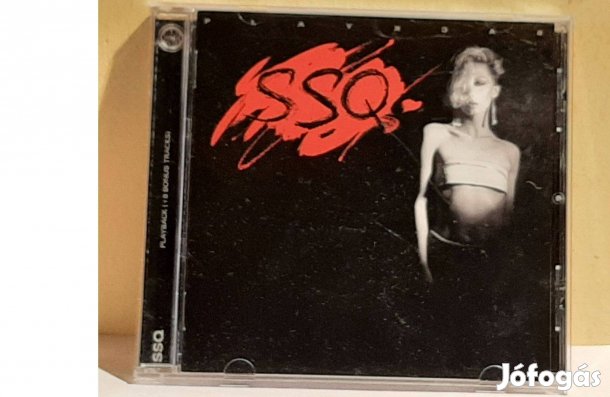 PLAYBACK
SSQ
PLAYBACK (+8 BONUS TRACKS)
SSQ
Jófogás